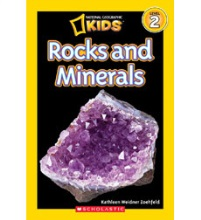 NATIONAL GEOGRAPHIC
KiDS
LEVEL
2
Rocks and
Minerals
Kathleen Weidner Zoehfeld
SCHOLASTIC